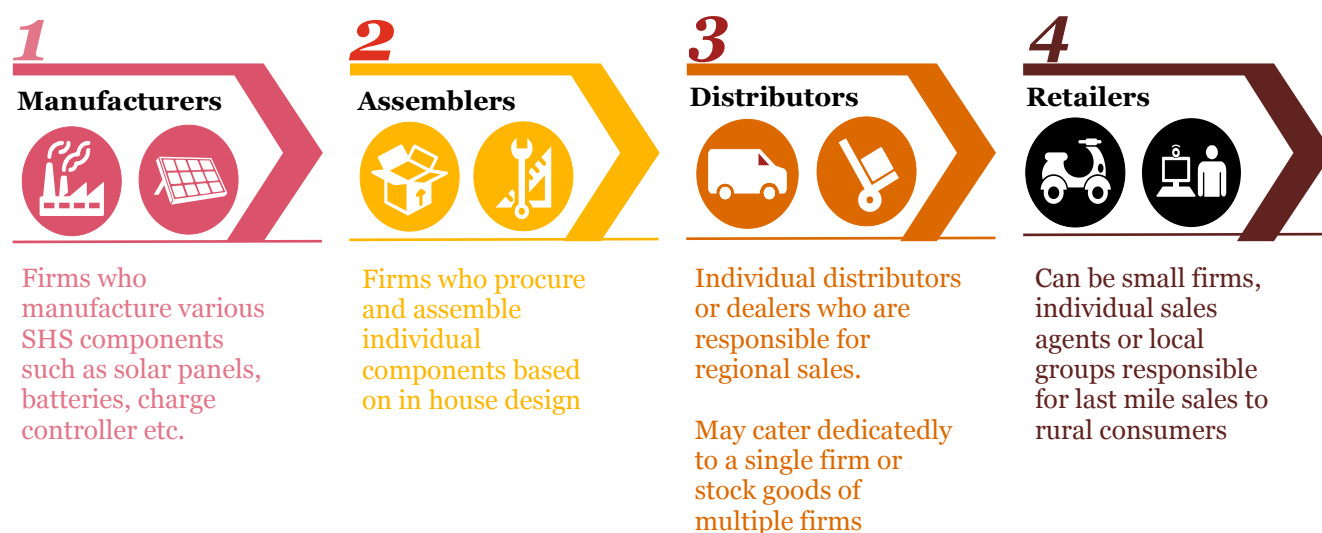 1
Manufacturers
Firms who
manufacture various
SHS components
such as solar panels,
batteries, charge
controller etc.
2
Assemblers
Firms who procure
and assemble
individual
components based
on in house design
3
Distributors
Individual distributors
or dealers who are
responsible for
regional sales.
May cater dedicatedly
to a single firm or
stock goods of
multiple firms
4
Retailers
Can be small firms,
individual sales
agents or local
groups responsible
for last mile sales to
rural consumers